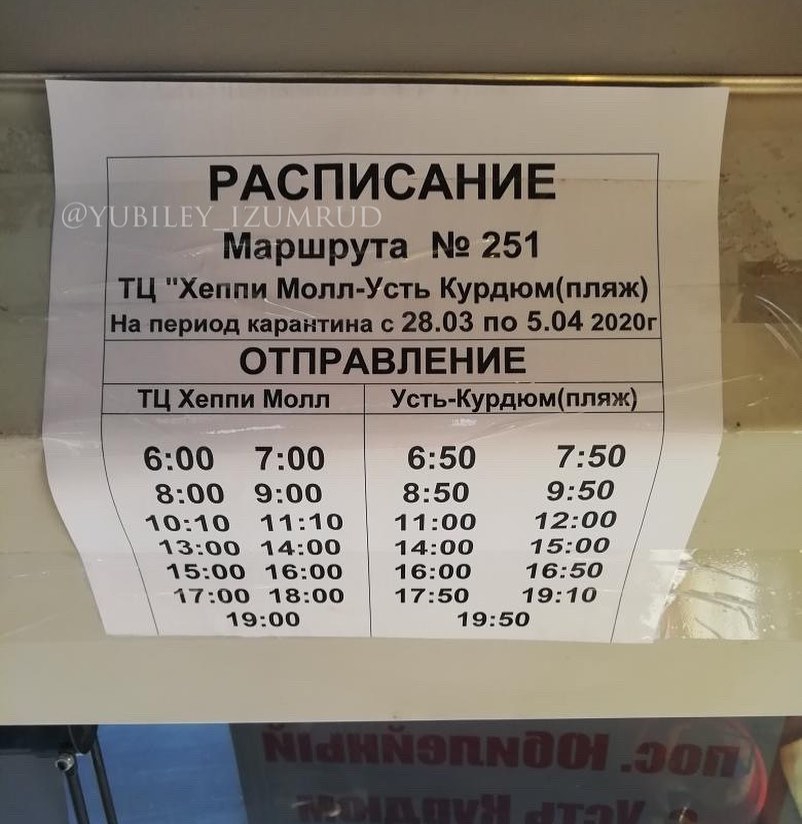 РАСПИСАНИЕ
@YUBILEY_IZUMRUD
Маршрута № 251
ТЦ "Хеппи Молл-Усть Курдюм(пляж)
На период карантина с 28.03 по 5.04 2020г
ОТПРАВЛЕНИЕ
ТЦ Хеппи Молл Усть-Курдюм(пляж)
6:00 7:00 6:50 7:50
8:00 9:00 8:50 9:50
10:10 11:10 11:00 12:00
13:00 14:00 14:00 15:00
15:00 16:00 16:00 16:50
17:00 18:00 17:50 19:10
19:00 19:50
пос. Юбилейный
с. Усть Курдюм